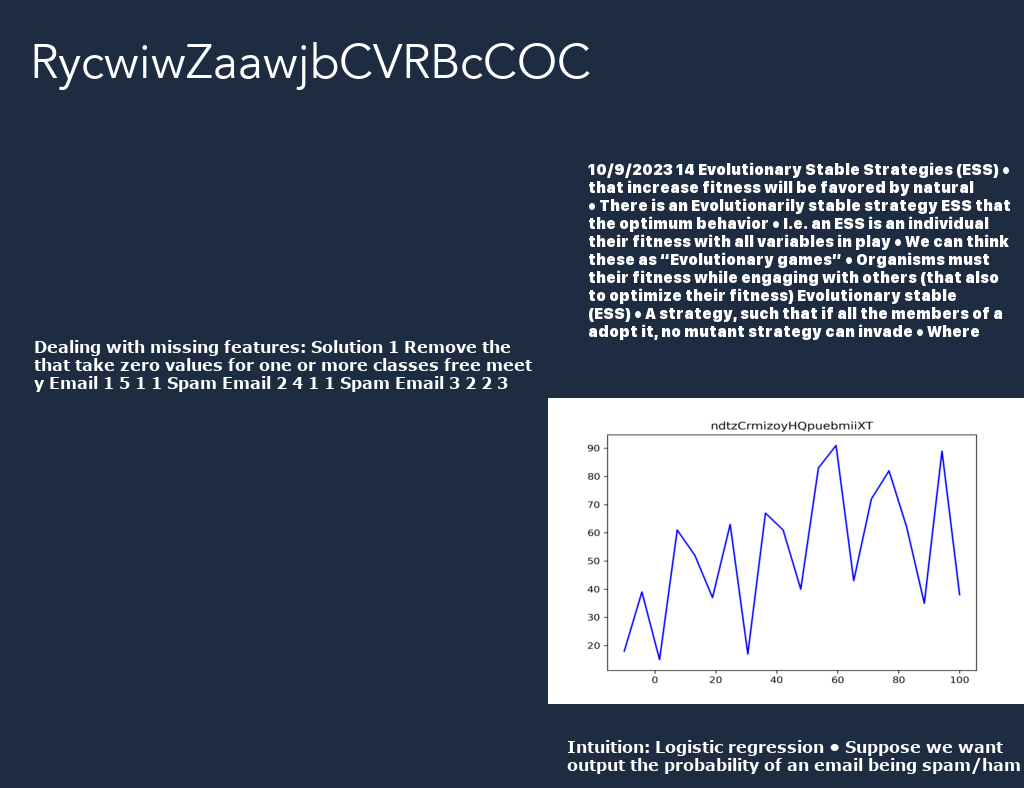 RycwiwZaawjbCVRBcCOC
10/9/2023 14 Evolutionary Stable Strategies (ESS) •
that increase fitness will be favored by natural
• There is an Evolutionarily stable strategy ESS that
the optimum behavior • I.e. an ESS is an individual
their fitness with all variables in play • We can think
these as “Evolutionary games” • Organisms must
their fitness while engaging with others (that also
to optimize their fitness) Evolutionary stable
(ESS) • A strategy, such that if all the members of a
adopt it, no mutant strategy can invade • Where
Dealing with missing features: Solution 1 Remove the
that take zero values for one or more classes free meet
y Email 1 5 1 1 Spam Email 2 4 1 1 Spam Email 3 2 2 3
ndtzCrmizoyHQpuebmiiXT
90
80
70
60
50
40
30
20
0 20 40 60 80 100
Intuition: Logistic regression • Suppose we want
output the probability of an email being spam/ham